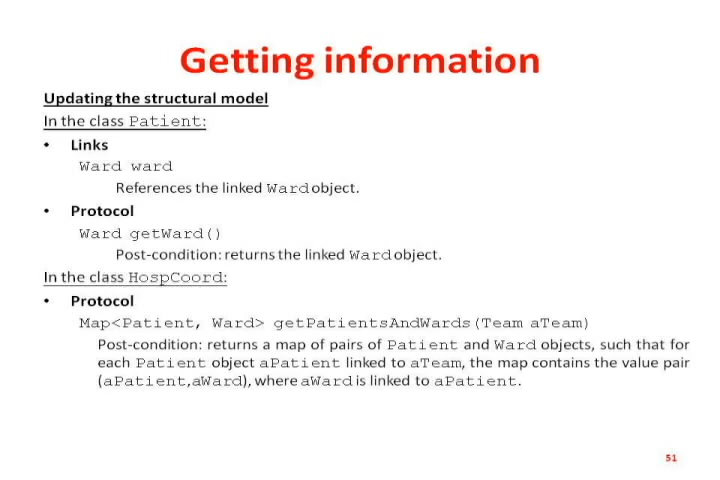 Getting information
Updating the structural model
In the class Patient:
• Links
Ward ward
References the linked Ward object.
• Protocol
Ward getWard()
Post-condition: returns the linked Ward object.
In the class HospCoord:
• Protocol
Map<Patient, Ward> getPatientsAndWards(Team aTeam)
Post-condition: returns a map of pairs of Patient and Ward objects, such that for
each Patient object aPatient linked to aTeam, the map contains the value pair
(aPatient,aWard), where aWard is linked to aPatient.
51